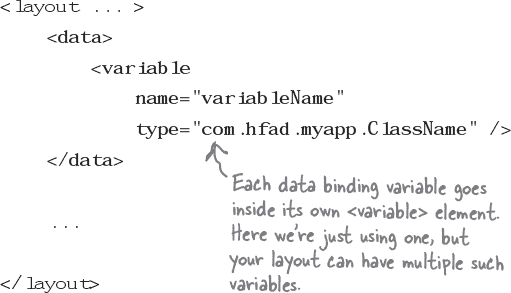 <layout ... >
<data>
<variable
name="variableName"
type="com.hfad.myapp.ClassName" />
</data>
Each data binding variable goes
inside its own <variable> element.
Here we're just using one, but
your layout can have multiple such
variables.
...
</layout>